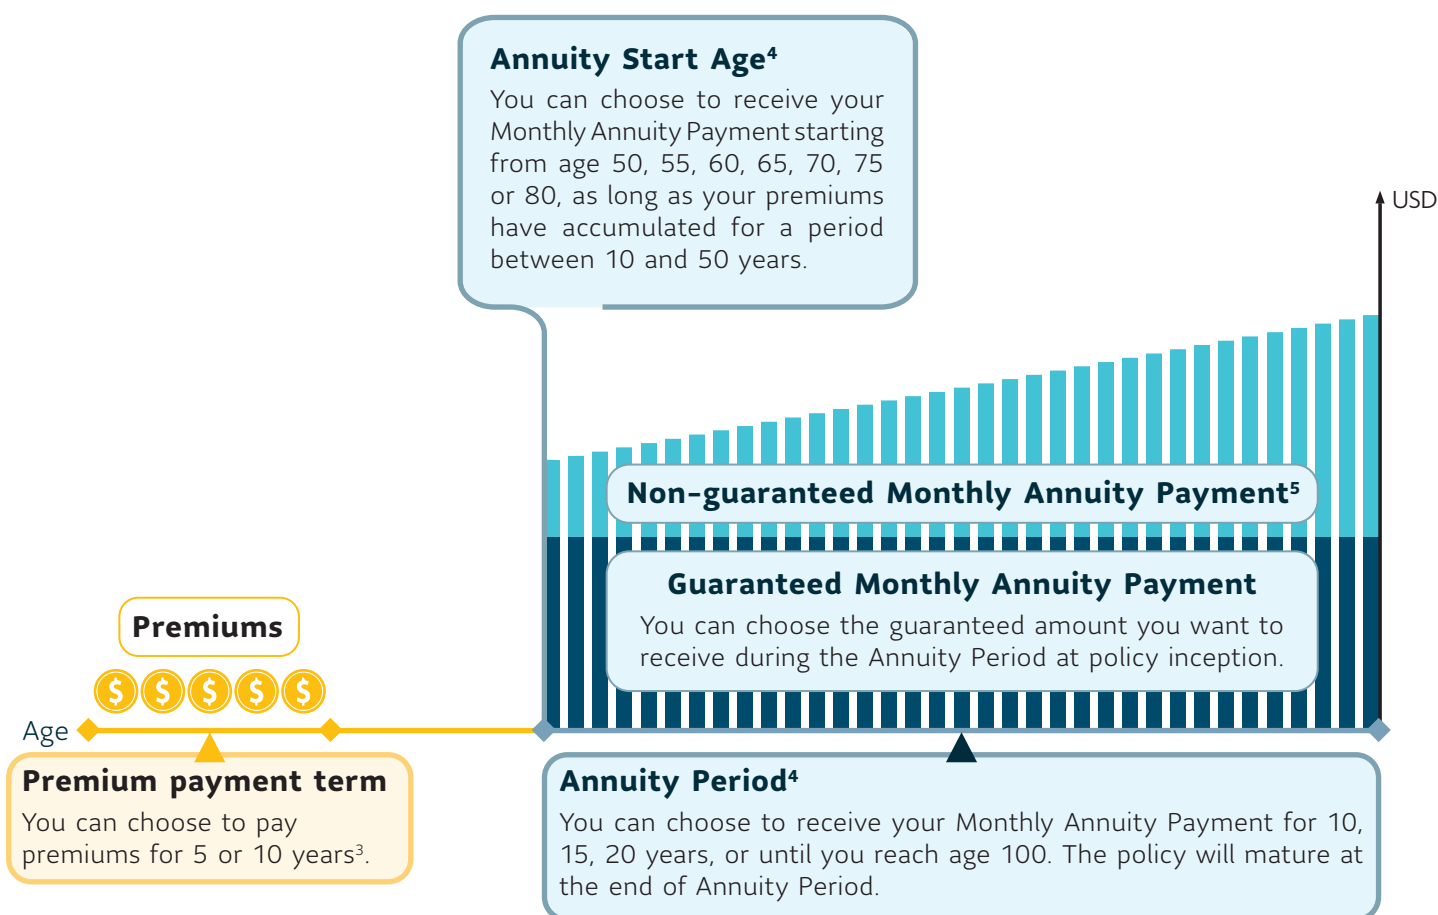 Annuity Start Age⁴
You can choose to receive your
Monthly Annuity Payment starting
from age 50, 55, 60, 65, 70, 75
or 80, as long as your premiums
have accumulated for a period
between 10 and 50 years.
USD
Non-guaranteed Monthly Annuity Payment⁵
Guaranteed Monthly Annuity Payment
You can choose the guaranteed amount you want to
receive during the Annuity Period at policy inception.
Premiums
$ $ $ $ $
Age
Premium payment term
You can choose to pay
premiums for 5 or 10 years³.
Annuity Period⁴
You can choose to receive your Monthly Annuity Payment for 10,
15, 20 years, or until you reach age 100. The policy will mature at
the end of Annuity Period.